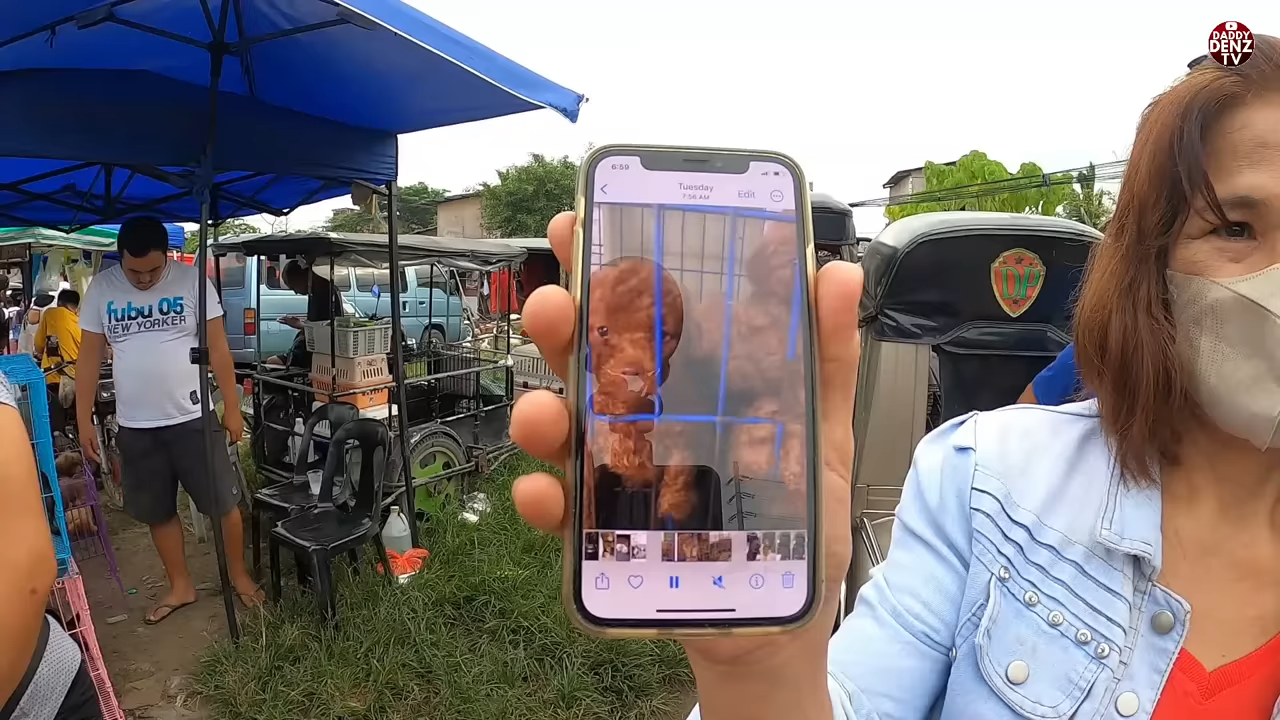 DADDY
DENZ
TV
6:59
Tuesday
7:56 AM
Edit
fubu 05
NEW YORKER
DP